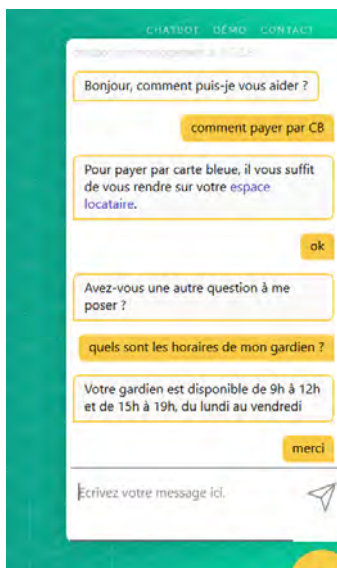 CHATBOT DÉMO CONTACT
Bonjour, comment puis-je vous aider ?
comment payer par CB
Pour payer par carte bleue, il vous suffit
de vous rendre sur votre espace
locataire.
ok
Avez-vous une autre question à me
poser ?
quels sont les horaires de mon gardien ?
Votre gardien est disponible de 9h à 12h
et de 15h à 19h, du lundi au vendredi
merci
Ecrivez votre message ici.